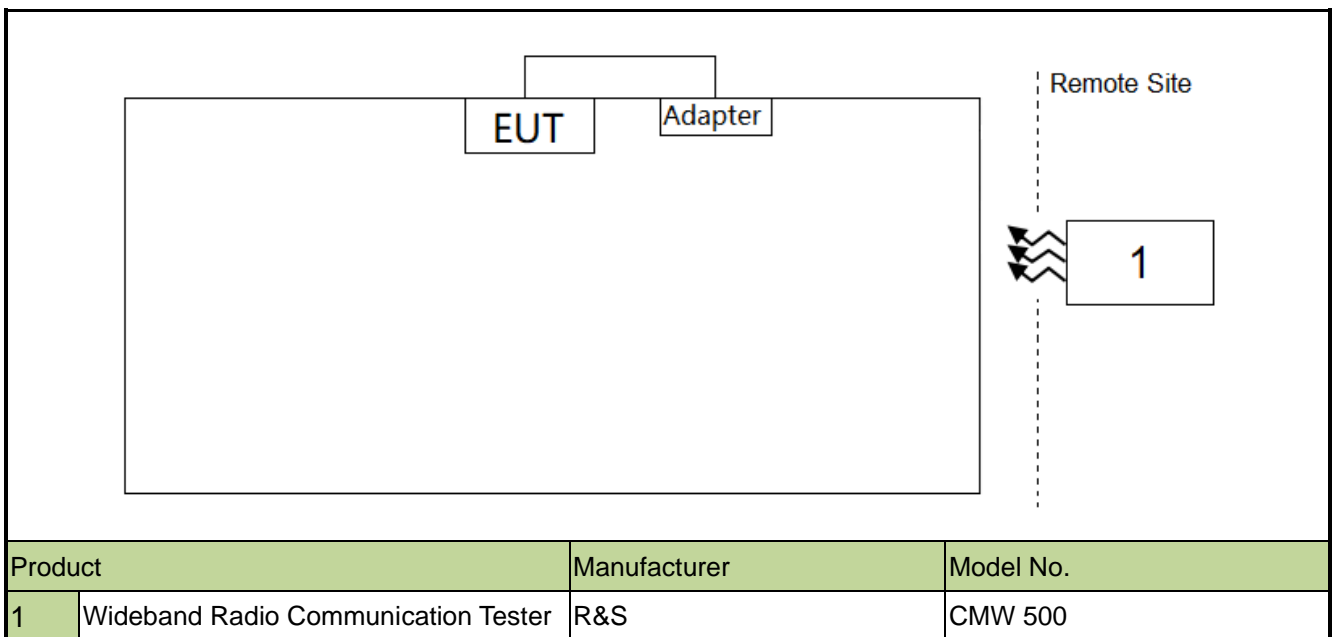 Remote Site
EUT
Adapter
1
Product Manufacturer Model No.
1 Wideband Radio Communication Tester R&S CMW 500